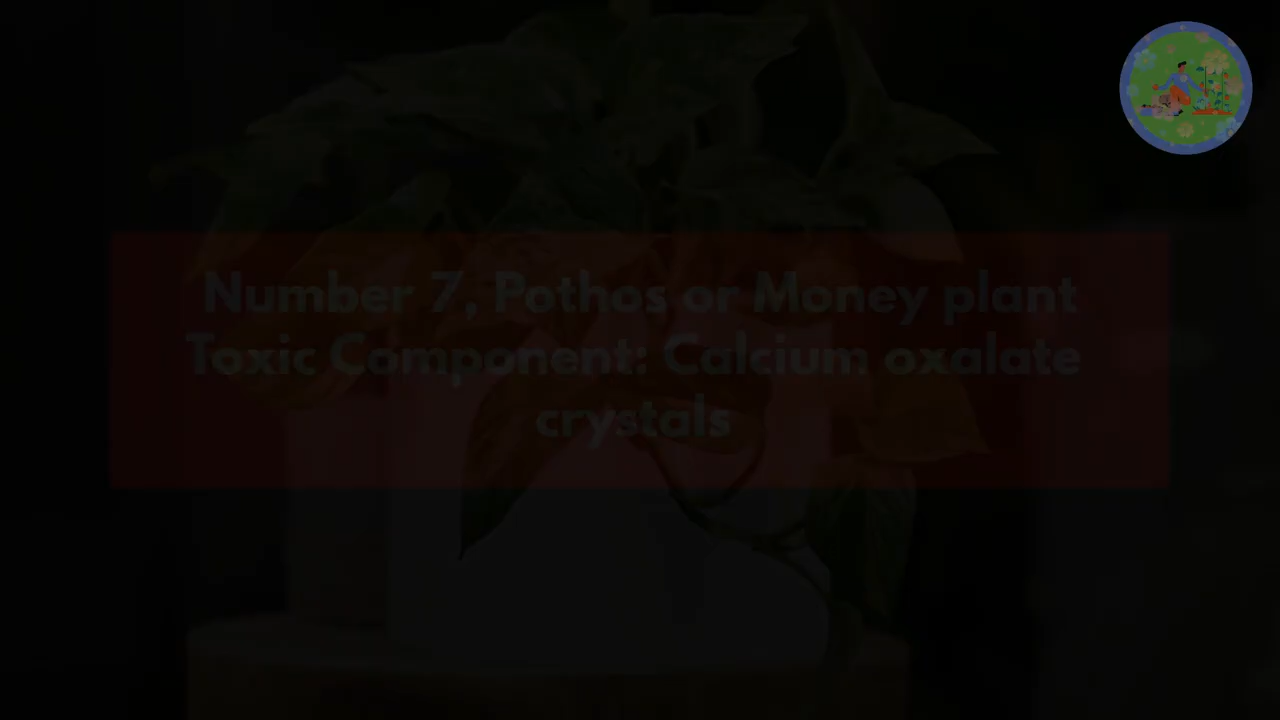 Number 7, Pothos or Money plant
Toxic Component: Calcium oxalate
crystals